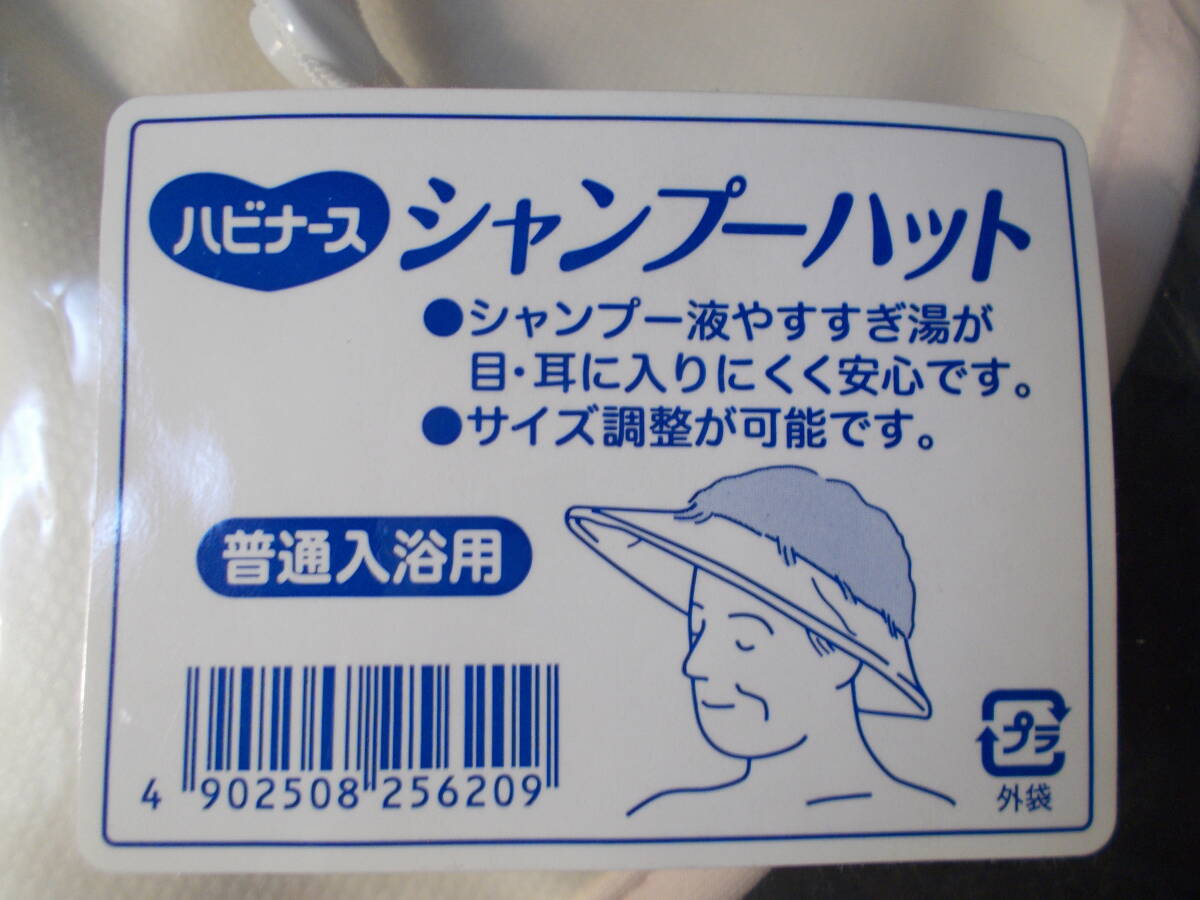 ハビナース
シャンプーハット
●シャンプー液やすすぎ湯が
目・耳に入りにくく安心です。
●サイズ調整が可能です。
普通入浴用
4 902508 256209
プラ
外袋